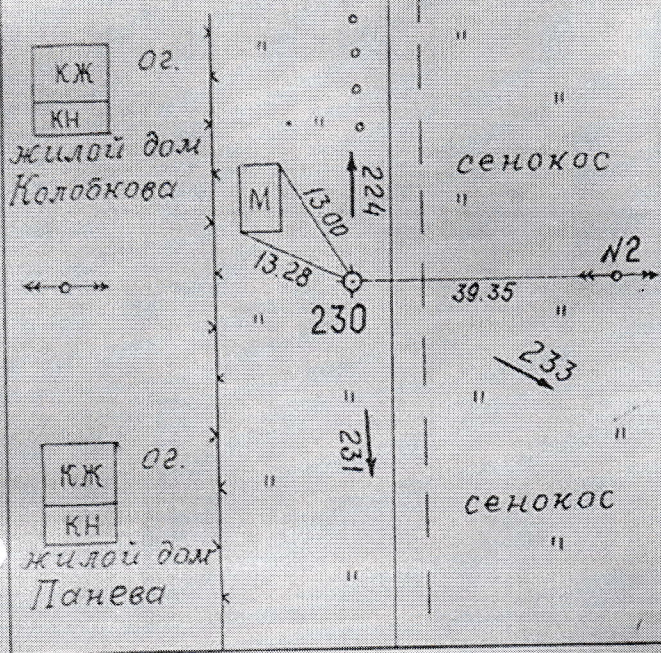 КЖ
ог.
КН
жилой дом
Колобкова
сенокос
224
М
13.00
13.28
N2
39.35
230
233
231
КЖ
ог.
КН
жилой дом
Панева
сенокос